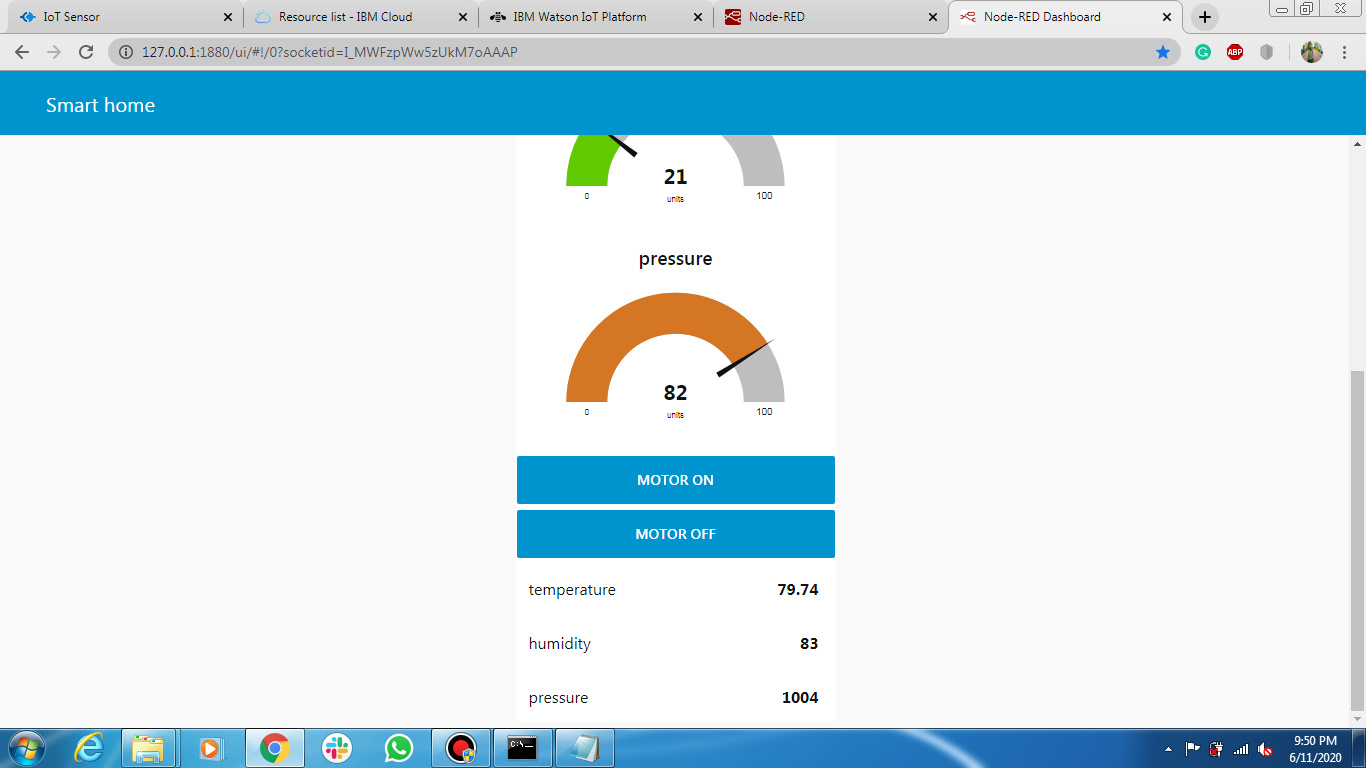 IoT Sensor
Resource list - IBM Cloud
IBM Watson IoT Platform
Node-RED
Node-RED Dashboard
127.0.0.1:1880/ui/#!/0?socketid=I_MWFzpWw5zUkM7oAAAP
ABP
Smart home
21
0 units 100
pressure
82
0 units 100
MOTOR ON
MOTOR OFF
temperature 79.74
humidity 83
pressure 1004
C:\_
9:50 PM
6/11/2020